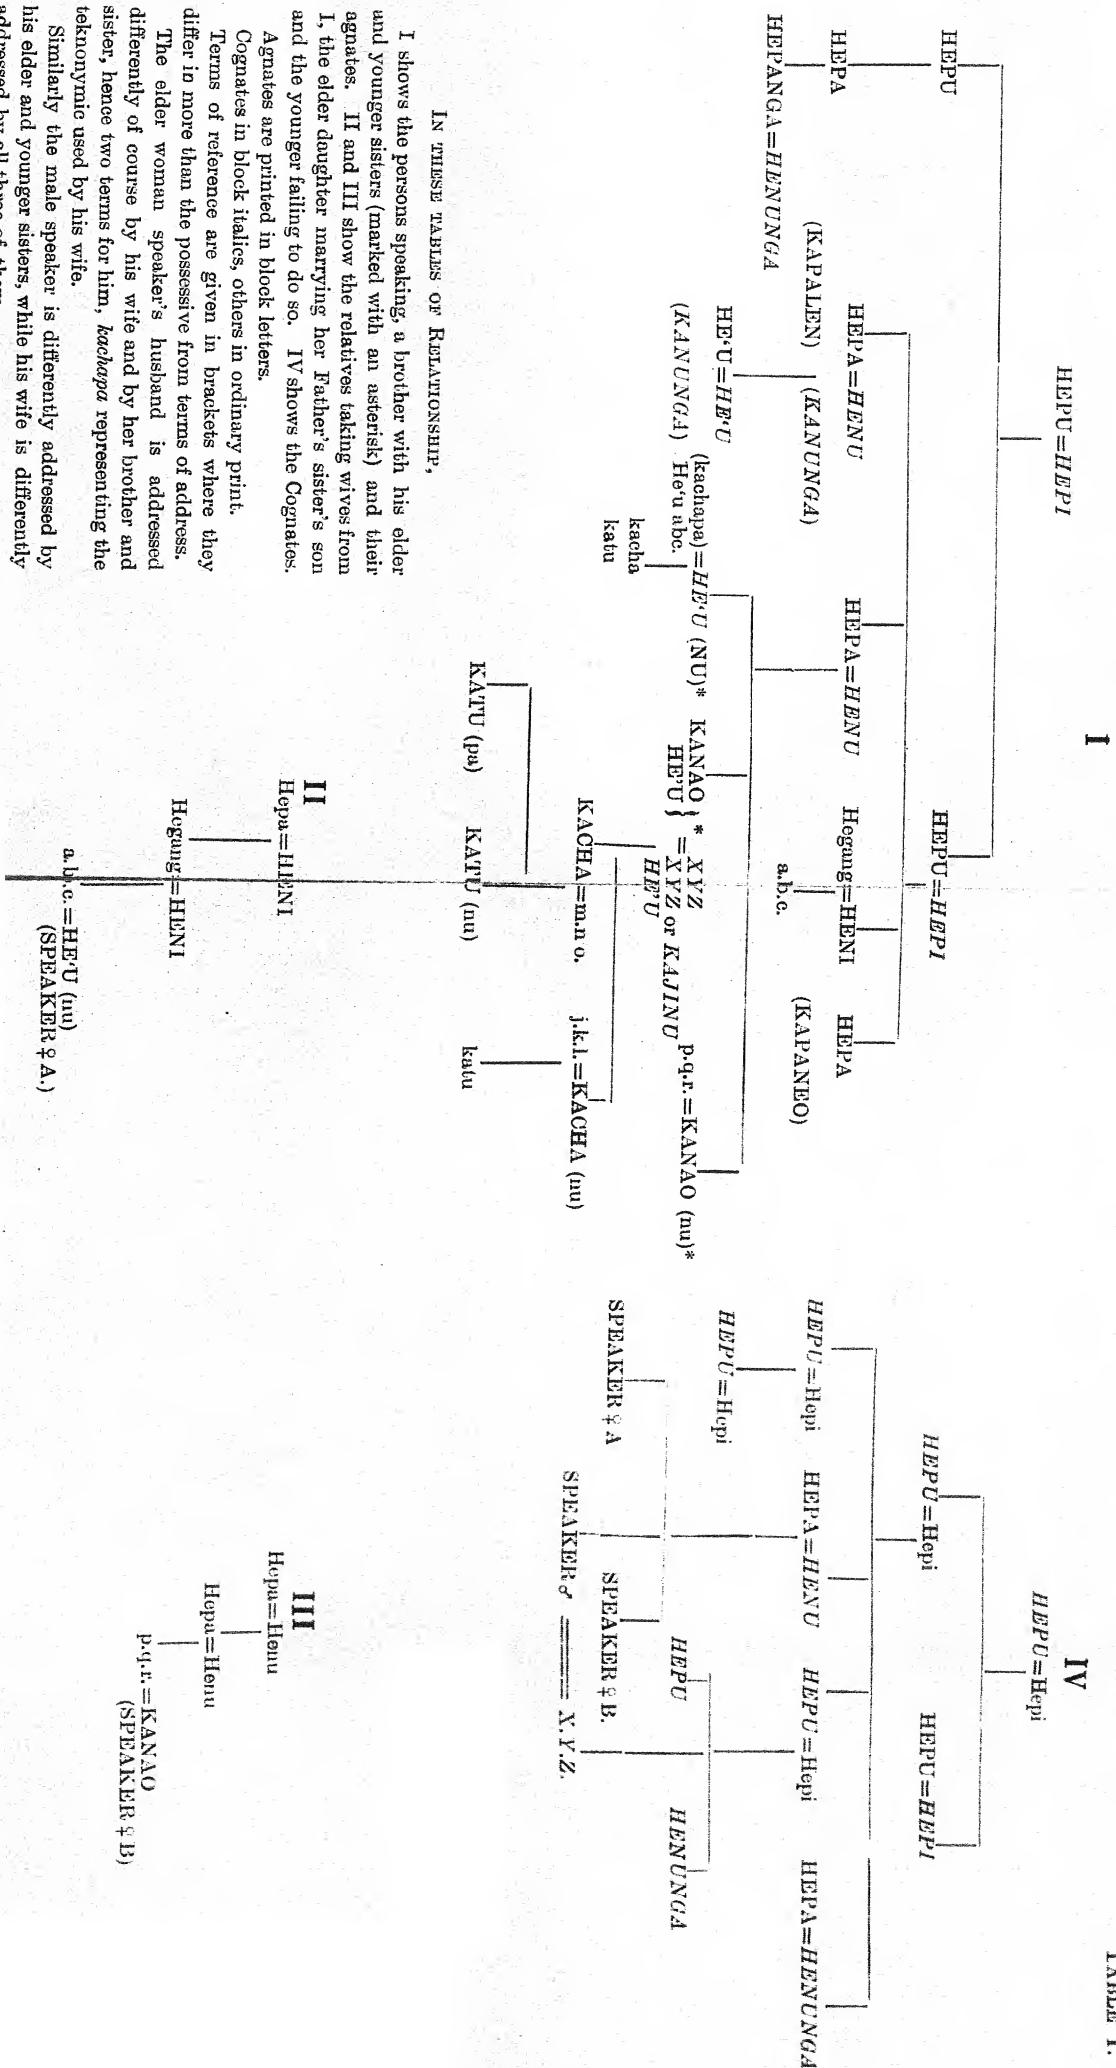 TABLE I.
I
HEPU=HEPI
HEPU
HEPU=HEPI
HEPA
HEPA=HENU
HEPA=HENU
Hegang=HENI
HEPA
(KAPALEN)
(KANUNGA)
a.b.c.
(KAPANEO)
HEPANGA=HENUNGA
HE‘U=HE‘U
(KANUNGA)
(kachapa)=HE‘U (NU)*
He‘u abc.
KANAO } * = XYZ
HE‘U } XYZ or KAJINU
HE‘U
p.q.r.=KANAO (nu)*
kacha
katu
KACHA=m.n o.
j.k.l.=KACHA (nu)
KATU (pa)
KATU (nu)
katu
II
Hepa=HENI
Hegang=HENI
a.b.c.=HE‘U (nu)
(SPEAKER ♀ A.)
IV
HEPU=Hepi
HEPU=Hepi
HEPU=HEPI
HEPU=Hepi
HEPA=HENU
HEPU=Hepi
HEPA=HENUNGA
HEPU=Hepi
HEPU
HENUNGA
SPEAKER ♀ A
SPEAKER ♀ B.
SPEAKER ♂ === X.Y.Z.
III
Hepa=Henu
Hepa=Henu
p.q.r.=KANAO
(SPEAKER ♀ B)
IN THESE TABLES OF RELATIONSHIP,
I shows the persons speaking, a brother with his elder
and younger sisters (marked with an asterisk) and their
agnates. II and III show the relatives taking wives from
I, the elder daughter marrying her Father's sister's son
and the younger failing to do so. IV shows the Cognates.
Agnates are printed in block letters.
Cognates in block italics, others in ordinary print.
Terms of reference are given in brackets where they
differ in more than the possessive from terms of address.
The elder woman speaker's husband is addressed
differently of course by his wife and by her brother and
sister, hence two terms for him, kachapa representing the
teknonymic used by his wife.
Similarly the male speaker is differently addressed by
his elder and younger sisters, while his wife is differently
addressed by all three of them.